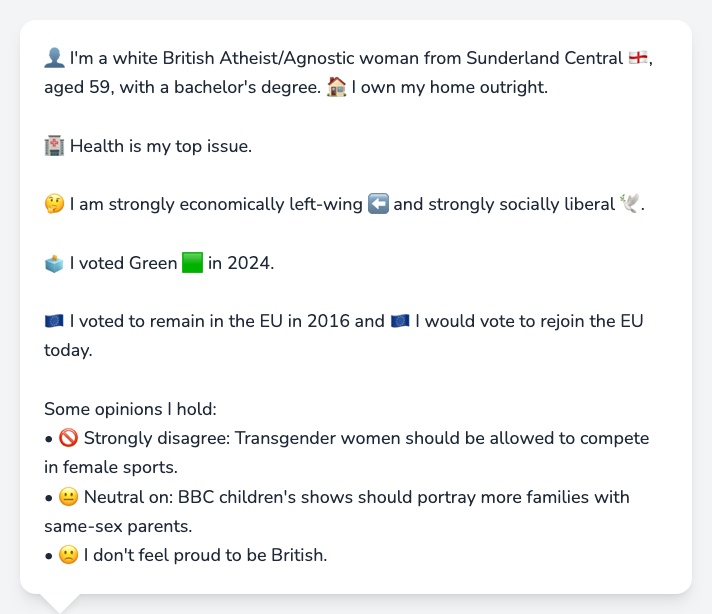 👤 I'm a white British Atheist/Agnostic woman from Sunderland Central 🏴󠁧󠁢󠁥󠁮󠁧󠁿,
aged 59, with a bachelor's degree. 🏠 I own my home outright.
🏥 Health is my top issue.
🤔 I am strongly economically left-wing ⬅️ and strongly socially liberal 🕊️.
🗳️ I voted Green 🟩 in 2024.
🇪🇺 I voted to remain in the EU in 2016 and 🇪🇺 I would vote to rejoin the EU
today.
Some opinions I hold:
• 🚫 Strongly disagree: Transgender women should be allowed to compete
in female sports.
• 😐 Neutral on: BBC children's shows should portray more families with
same-sex parents.
• 🙁 I don't feel proud to be British.